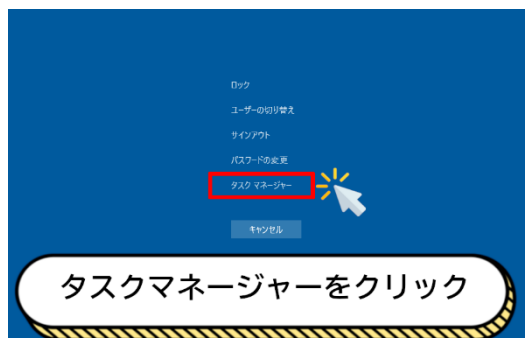 ロック
ユーザーの切り替え
サインアウト
パスワードの変更
タスク マネージャー
キャンセル
タスクマネージャーをクリック